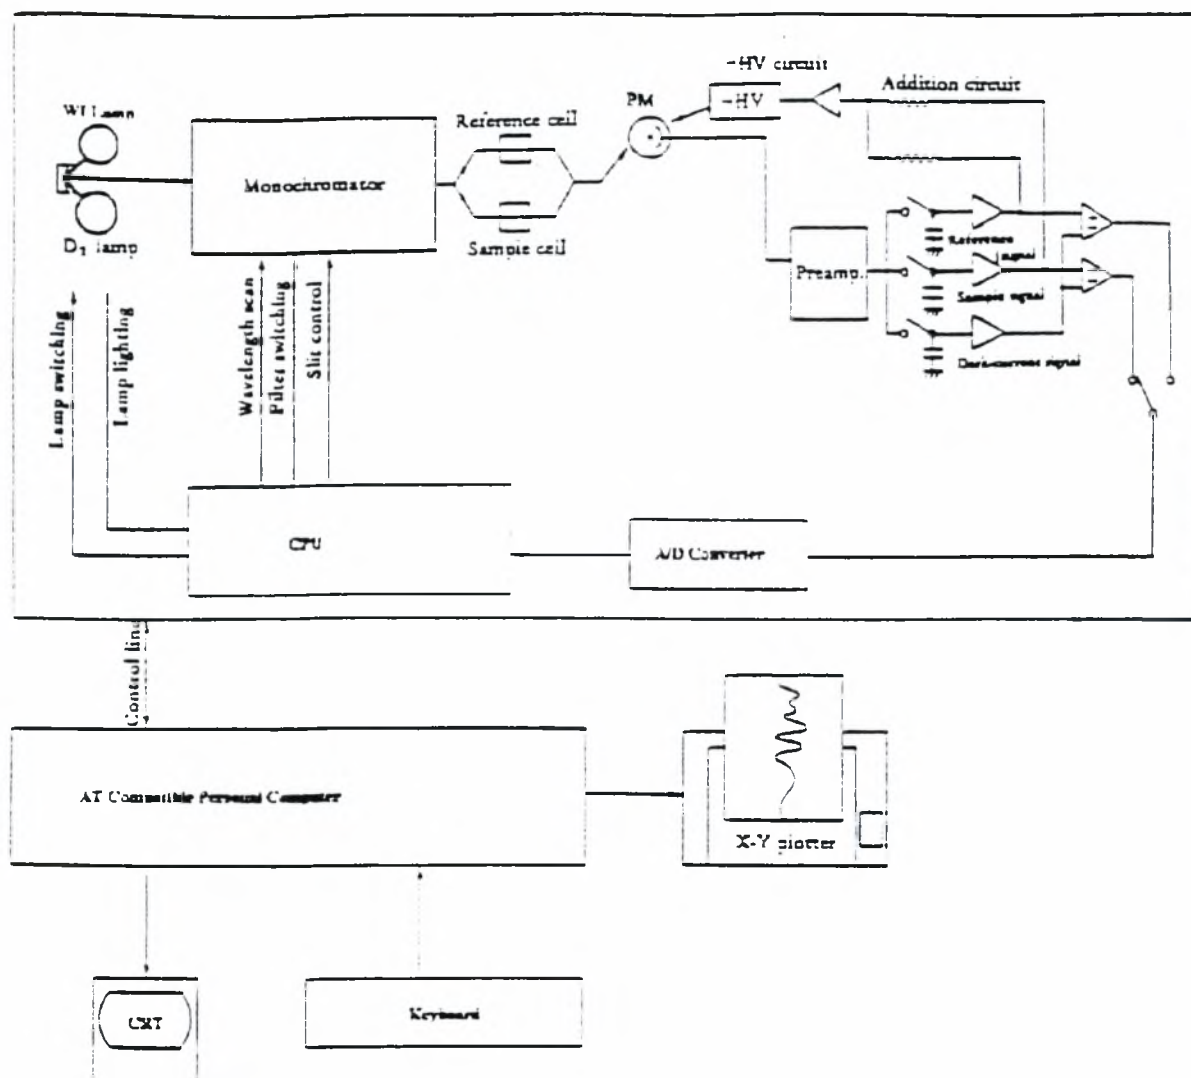 -HV circuit
Addition circuit
PM
-HV
WI Lamp
Reference cell
Monochromator
D₂ lamp
Sample cell
Preamp.
Reference signal
Sample signal
Dark-current signal
Lamp switching
Lamp lighting
Wavelength scan
Filter switching
Slit control
CPU
A/D Converter
Control line
AT Compatible Personal Computer
X-Y plotter
CRT
Keyboard